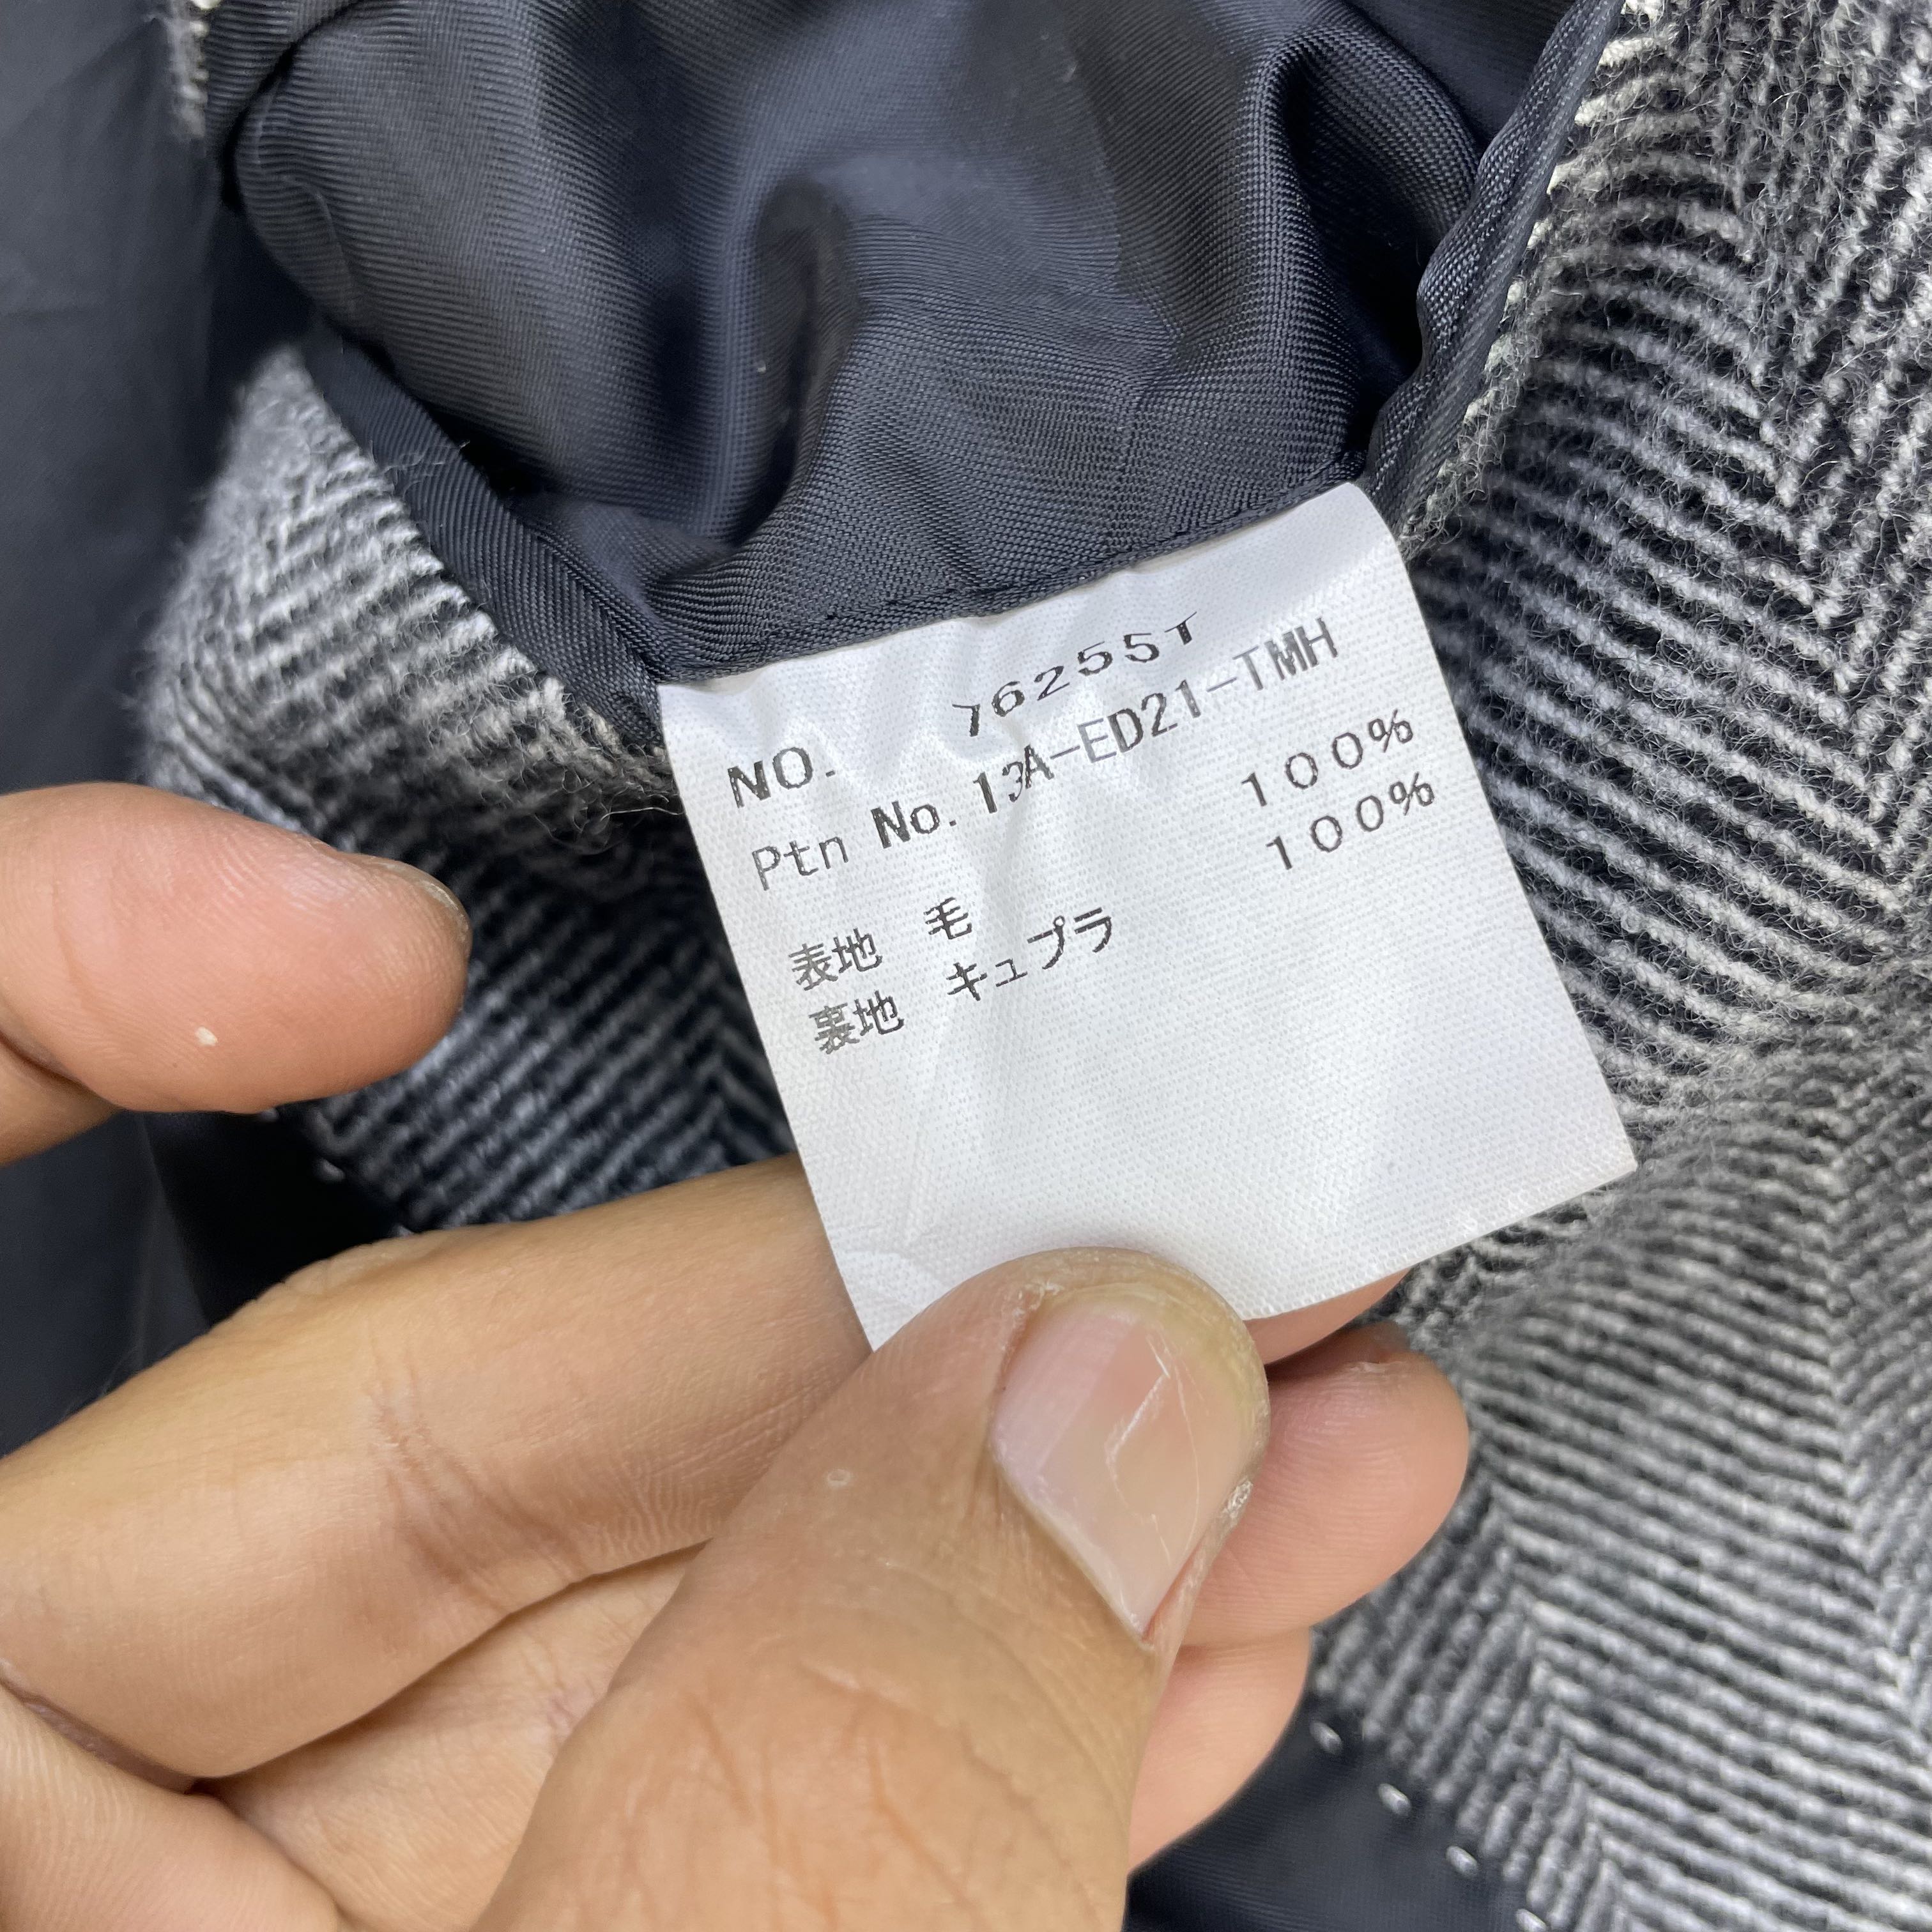 NO. 76255T
Ptn No. 13A-ED21-TMH
表地 毛 100%
裏地 キュプラ 100%